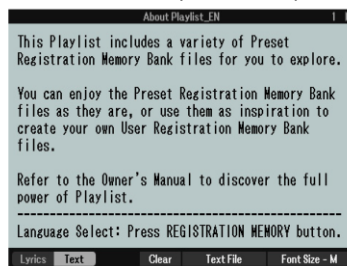 About Playlist_EN 1
This Playlist includes a variety of Preset
Registration Memory Bank files for you to explore.
You can enjoy the Preset Registration Memory Bank
files as they are, or use them as inspiration to
create your own User Registration Memory Bank
files.
Refer to the Owner's Manual to discover the full
power of Playlist.
--------------------------------------------------
Language Select: Press REGISTRATION MEMORY button.
Lyrics Text Clear Text File Font Size – M